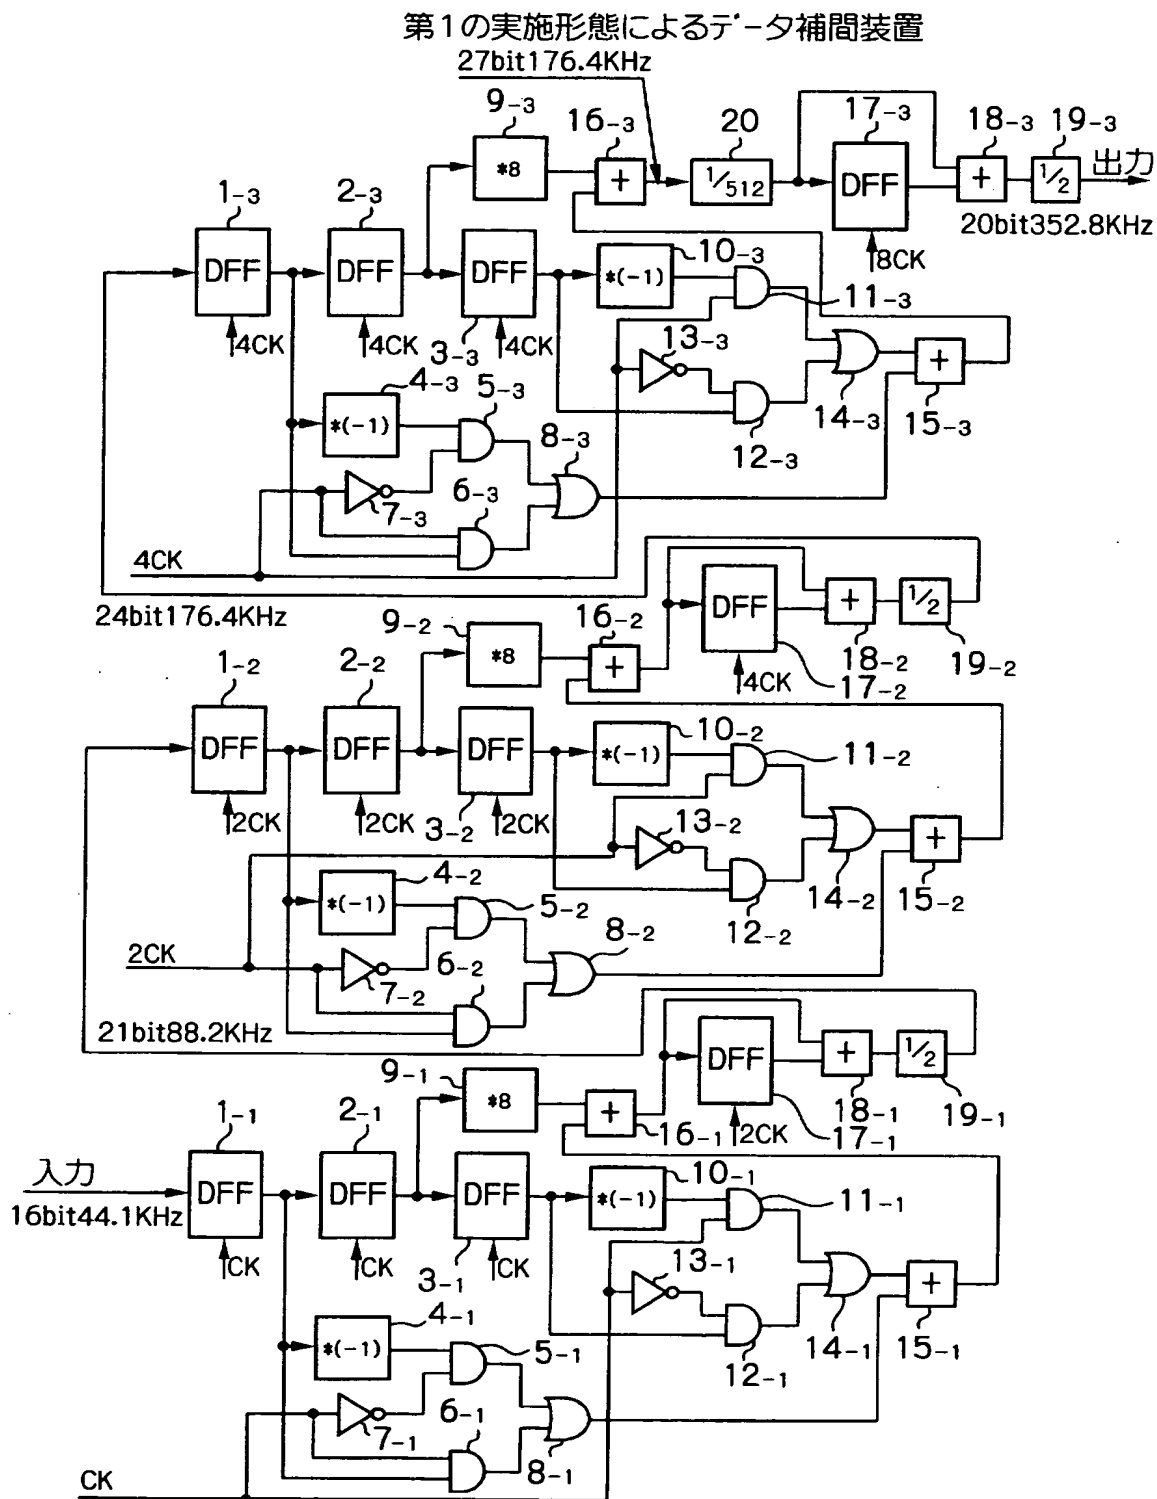 第1の実施形態によるデータ補間装置
27bit176.4KHz
9-3
16-3
20
17-3
18-3
19-3
*8
+
1/512
DFF
+
1/2
出力
20bit352.8KHz
8CK
1-3
2-3
10-3
DFF
DFF
DFF
*(-1)
11-3
4CK
4CK
3-3
4CK
13-3
14-3
+
15-3
4-3
5-3
*(-1)
12-3
8-3
7-3
6-3
4CK
24bit176.4KHz
9-2
16-2
*8
+
DFF
+
1/2
18-2
19-2
4CK
17-2
1-2
2-2
10-2
DFF
DFF
DFF
*(-1)
11-2
2CK
2CK
3-2
2CK
13-2
14-2
+
15-2
4-2
5-2
*(-1)
12-2
8-2
2CK
7-2
6-2
21bit88.2KHz
9-1
*8
+
16-1
DFF
+
1/2
18-1
19-1
2CK
17-1
1-1
2-1
10-1
入力
16bit44.1KHz
DFF
DFF
DFF
*(-1)
11-1
CK
CK
3-1
CK
13-1
14-1
+
15-1
4-1
5-1
*(-1)
12-1
7-1
6-1
8-1
CK